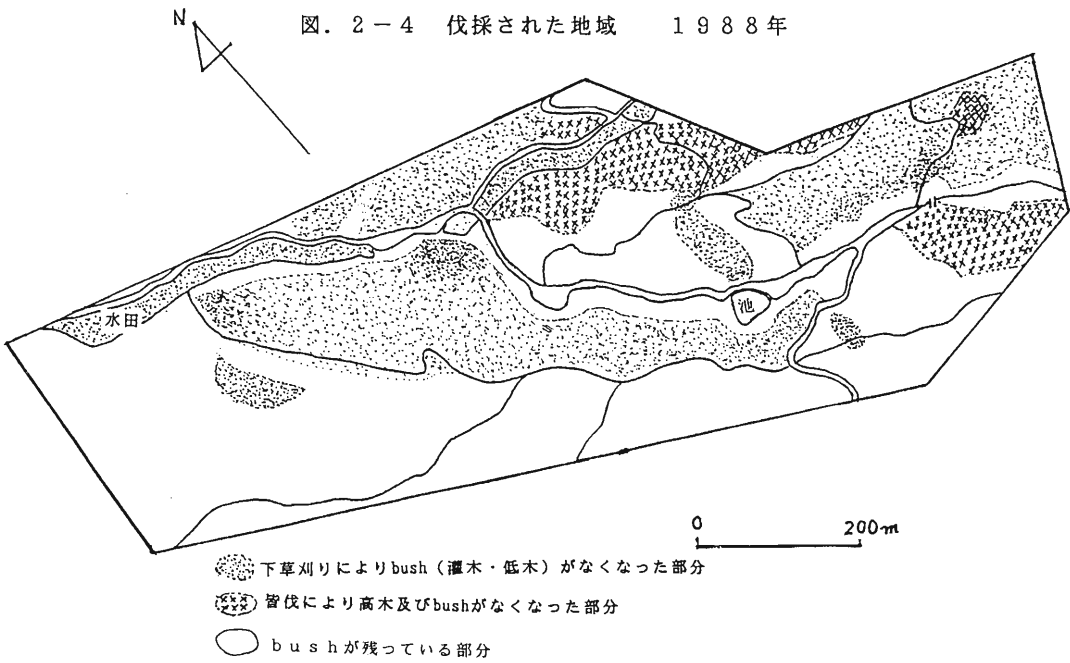 図．２－４　伐採された地域　　１９８８年
N
水田
池
0 200m
下草刈りによりbush（灌木・低木）がなくなった部分
皆伐により高木及びbushがなくなった部分
ｂｕｓｈが残っている部分